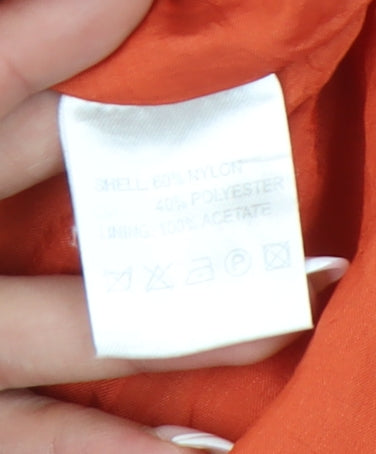 SHELL: 60% NYLON
40% POLYESTER
LINING: 100% ACETATE
P